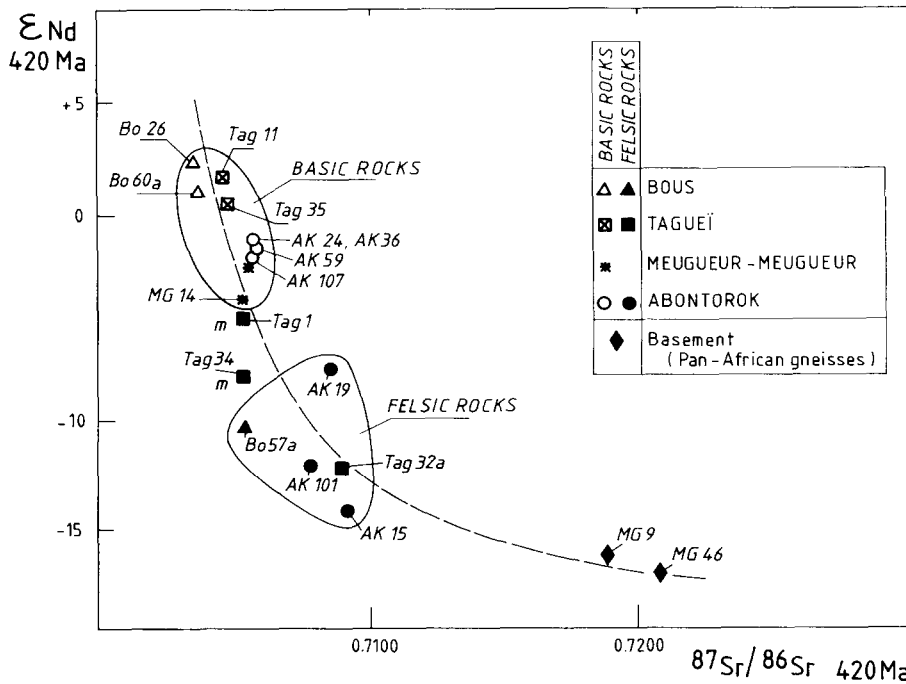 εNd
420 Ma
+5
0
-10
-15
Bo 26
Tag 11
BASIC ROCKS
Bo 60a
Tag 35
AK 24, AK36
AK 59
AK 107
MG 14
m
Tag 1
Tag 34
m
AK 19
FELSIC ROCKS
Bo57a
AK 101
Tag 32a
AK 15
MG 9
MG 46
BASIC ROCKS
FELSIC ROCKS
BOUS
TAGUEÏ
MEUGUEUR-MEUGUEUR
ABONTOROK
Basement
(Pan-African gneisses)
0.7100
0.7200
87Sr/86Sr 420 Ma